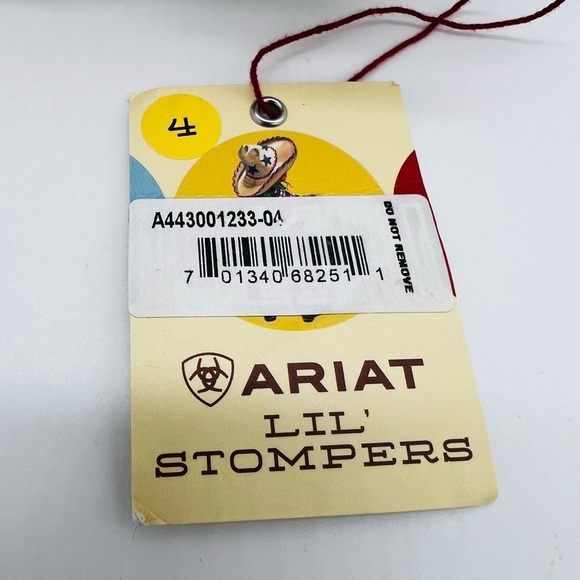 4
A443001233-04
DO NOT REMOVE
7 01340 68251 1
ARIAT
LIL'
STOMPERS